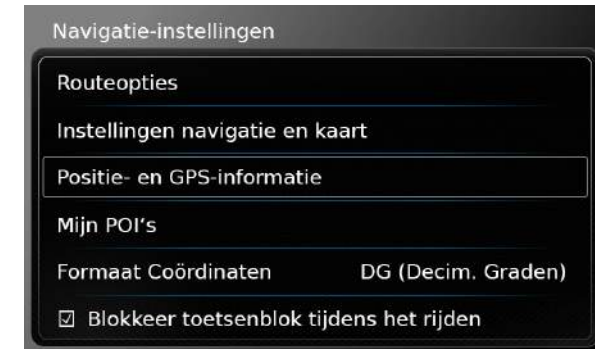 Navigatie-instellingen
Routeopties
Instellingen navigatie en kaart
Positie- en GPS-informatie
Mijn POI‘s
Formaat Coördinaten DG (Decim. Graden)
☑ Blokkeer toetsenblok tijdens het rijden